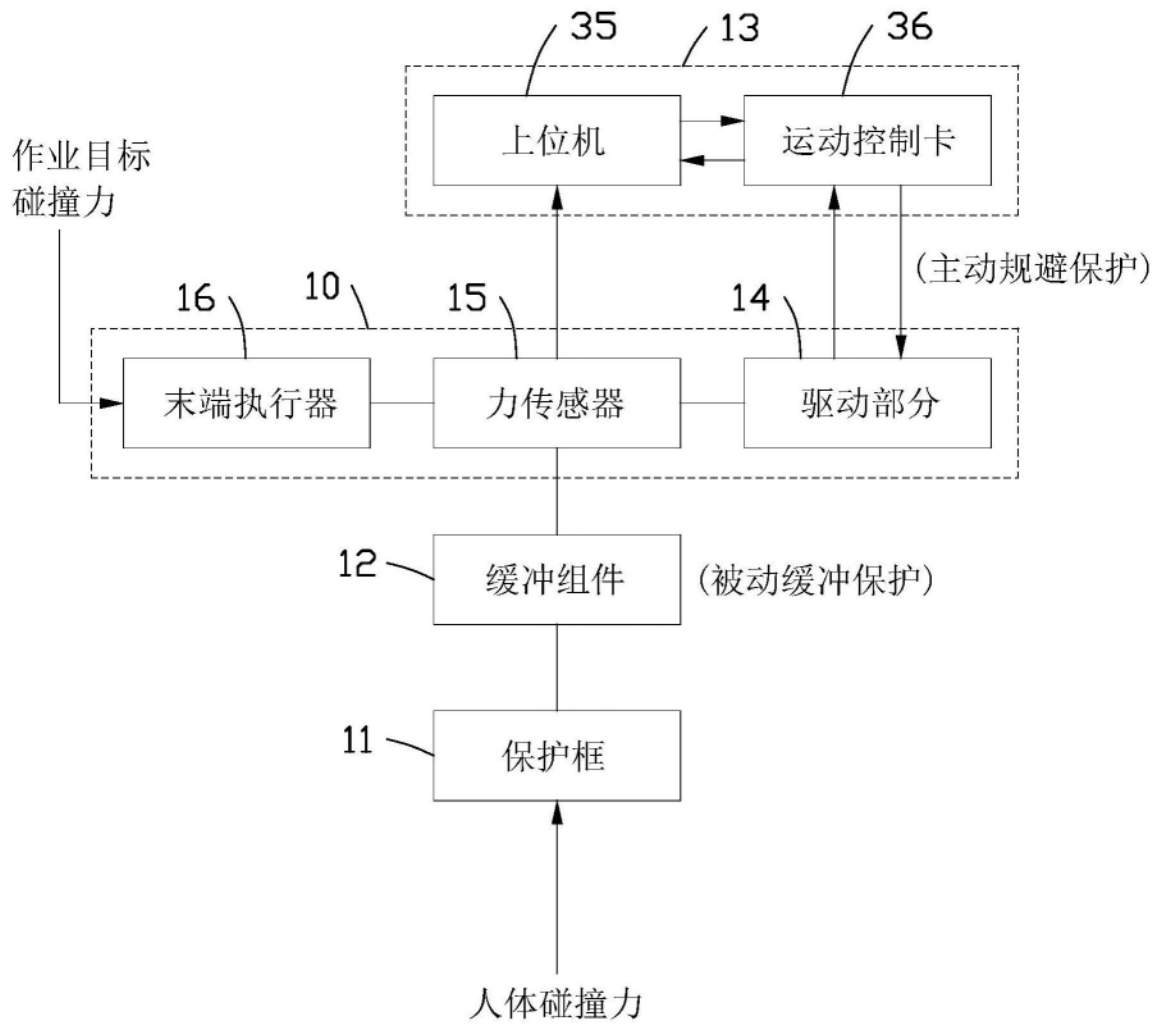 35
13
36
上位机
运动控制卡
作业目标
碰撞力
(主动规避保护)
16
10
15
14
末端执行器
力传感器
驱动部分
12
缓冲组件
(被动缓冲保护)
11
保护框
人体碰撞力